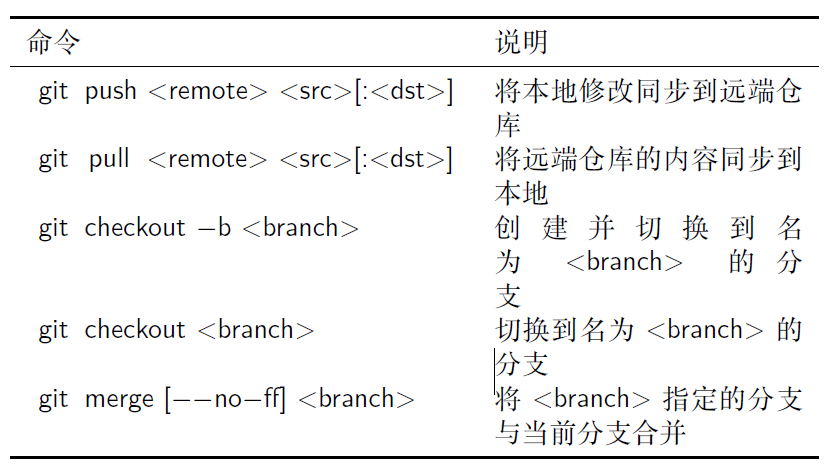 命令 说明
git push <remote> <src>[:<dst>] 将本地修改同步到远端仓
库
git pull <remote> <src>[:<dst>] 将远端仓库的内容同步到
本地
git checkout −b <branch> 创建并切换到名
为 <branch> 的分
支
git checkout <branch> 切换到名为 <branch> 的
分支
git merge [−−no−ff] <branch> 将 <branch> 指定的分支
与当前分支合并